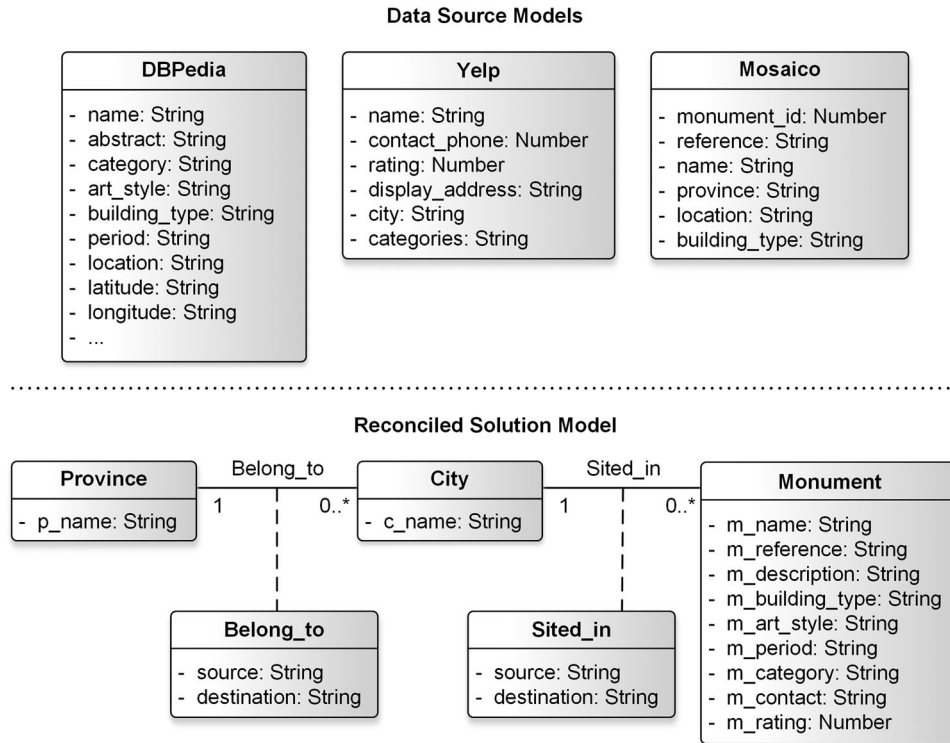 Data Source Models
DBPedia
- name: String
- abstract: String
- category: String
- art_style: String
- building_type: String
- period: String
- location: String
- latitude: String
- longitude: String
- ...
Yelp
- name: String
- contact_phone: Number
- rating: Number
- display_address: String
- city: String
- categories: String
Mosaico
- monument_id: Number
- reference: String
- name: String
- province: String
- location: String
- building_type: String
Reconciled Solution Model
Province
- p_name: String
Belong_to
1
0..*
City
- c_name: String
Sited_in
1
0..*
Monument
- m_name: String
- m_reference: String
- m_description: String
- m_building_type: String
- m_art_style: String
- m_period: String
- m_category: String
- m_contact: String
- m_rating: Number
Belong_to
- source: String
- destination: String
Sited_in
- source: String
- destination: String